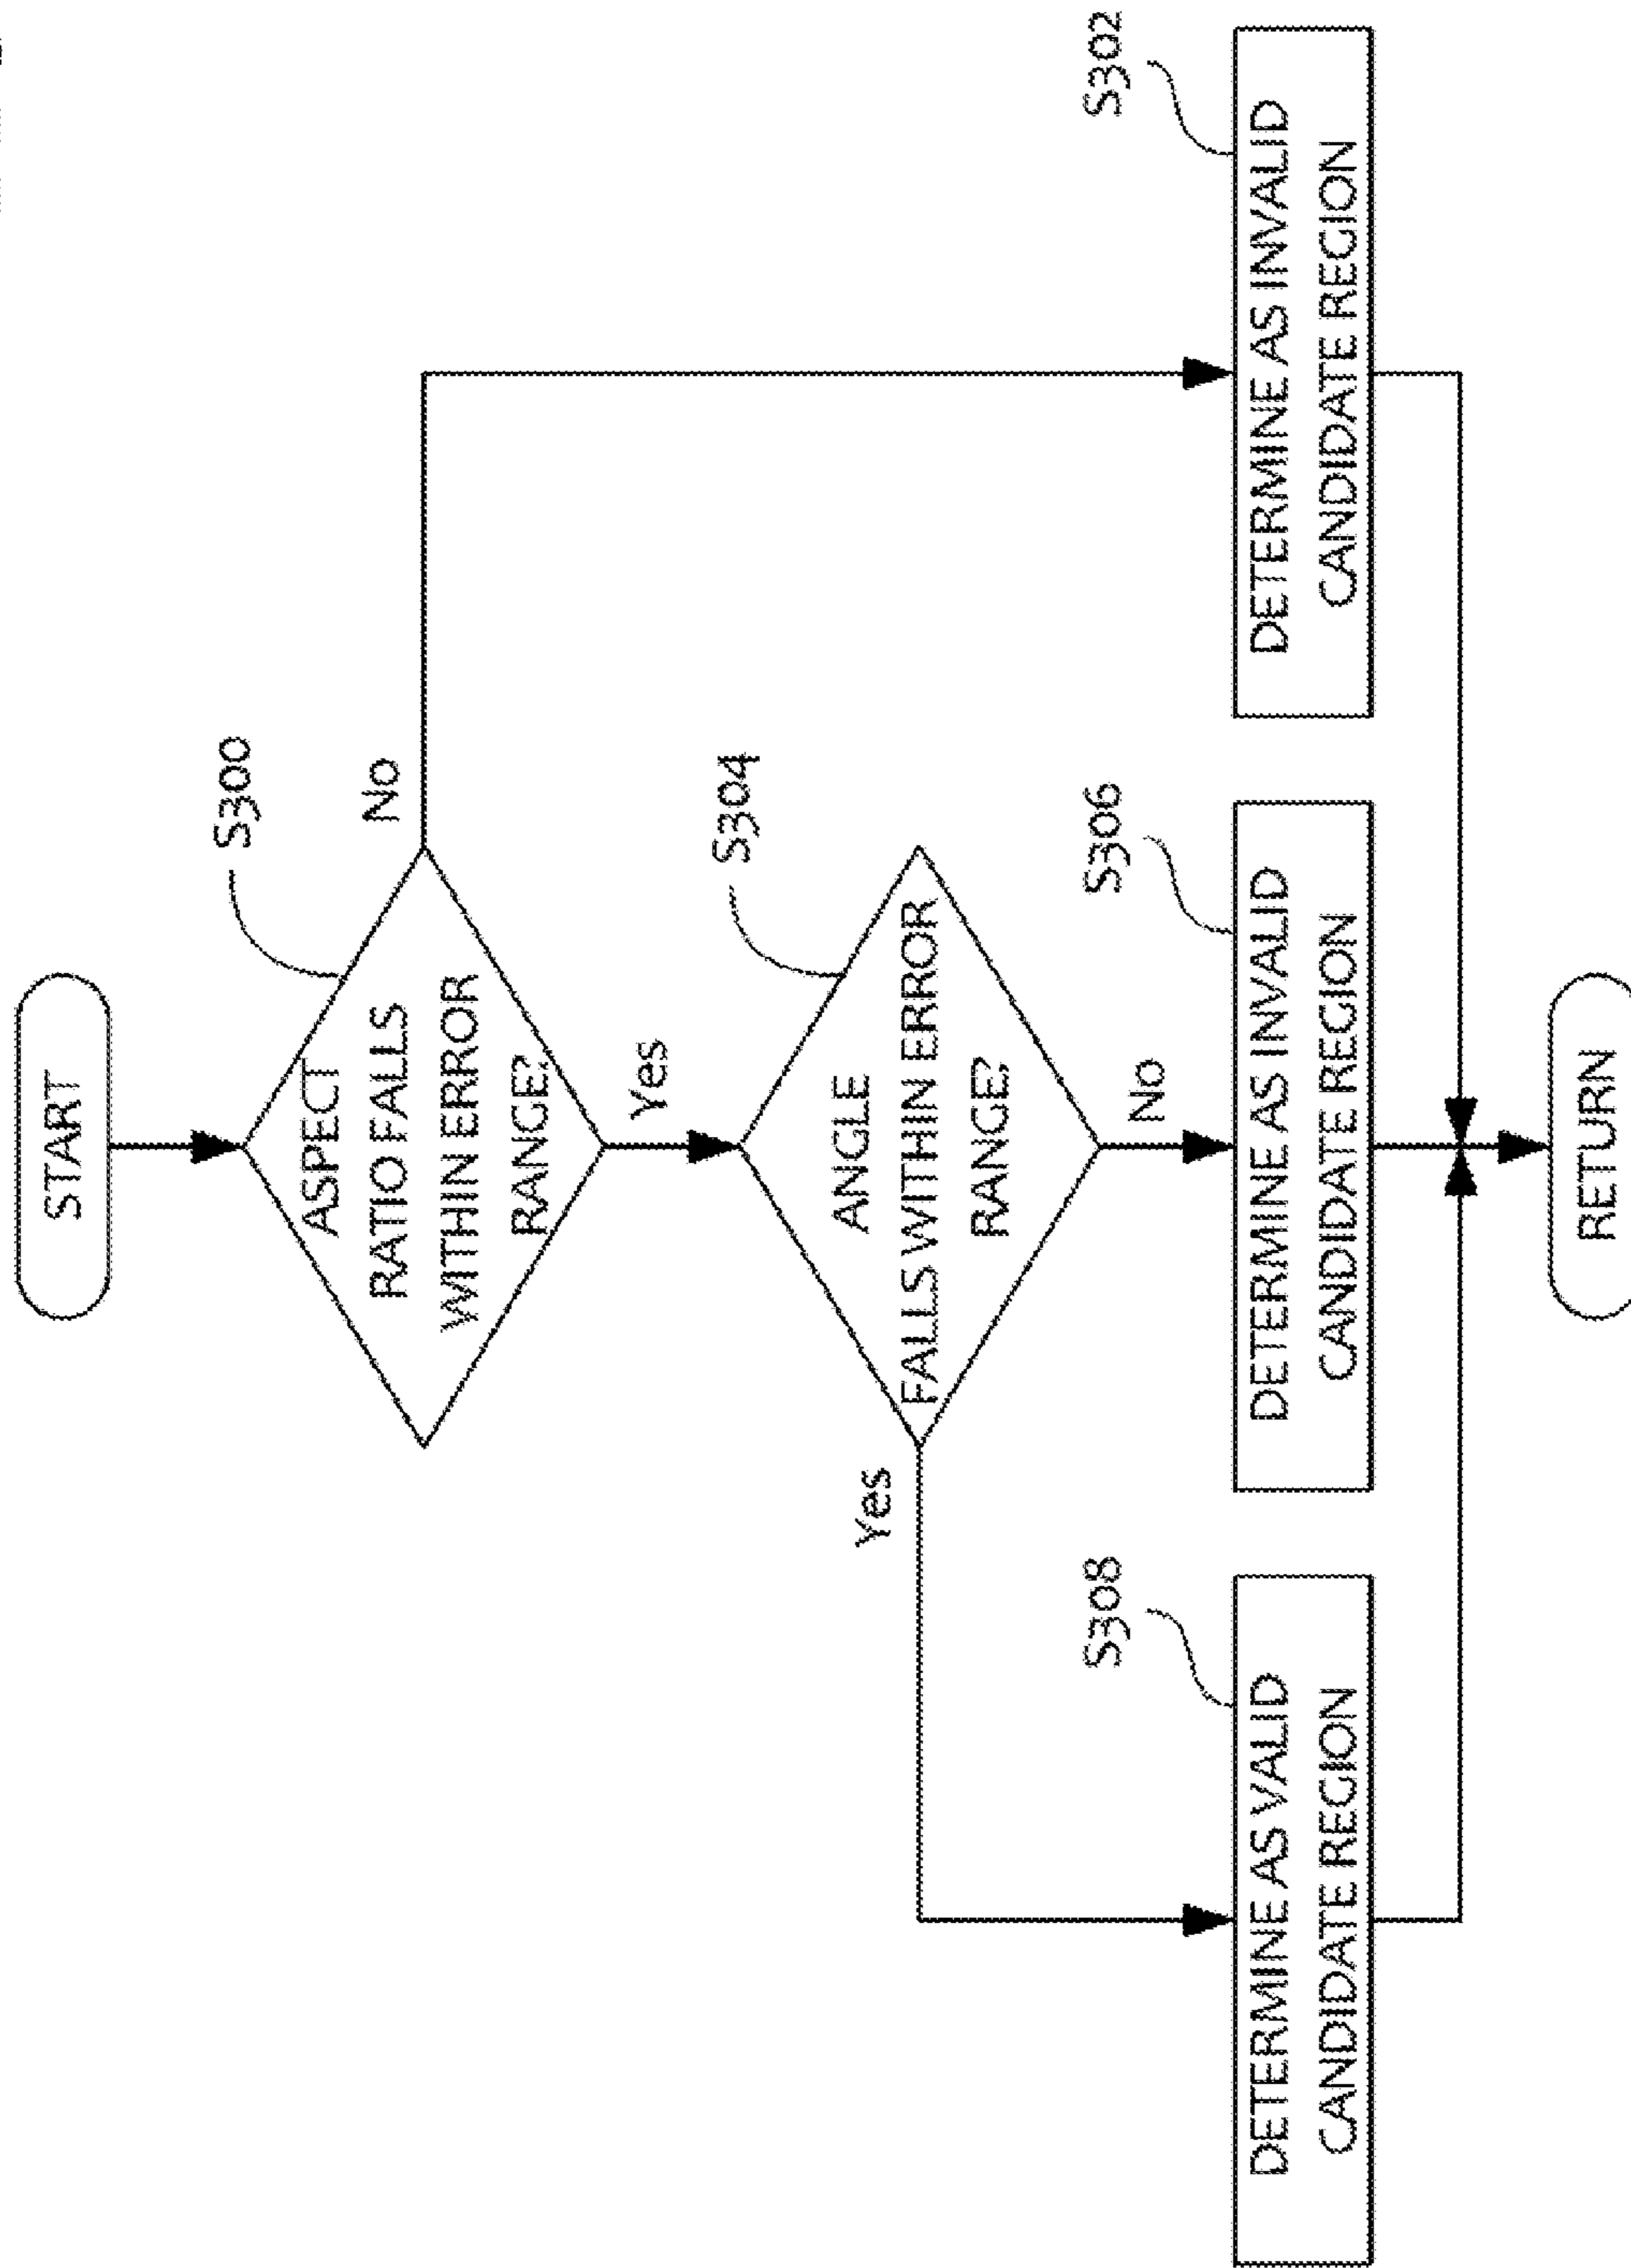 START
S300
ASPECT
RATIO FALLS
WITHIN ERROR
RANGE?
No
Yes
S304
ANGLE
FALLS WITHIN ERROR
RANGE?
Yes
No
S308
DETERMINE AS VALID
CANDIDATE REGION
S306
DETERMINE AS INVALID
CANDIDATE REGION
S302
DETERMINE AS INVALID
CANDIDATE REGION
RETURN